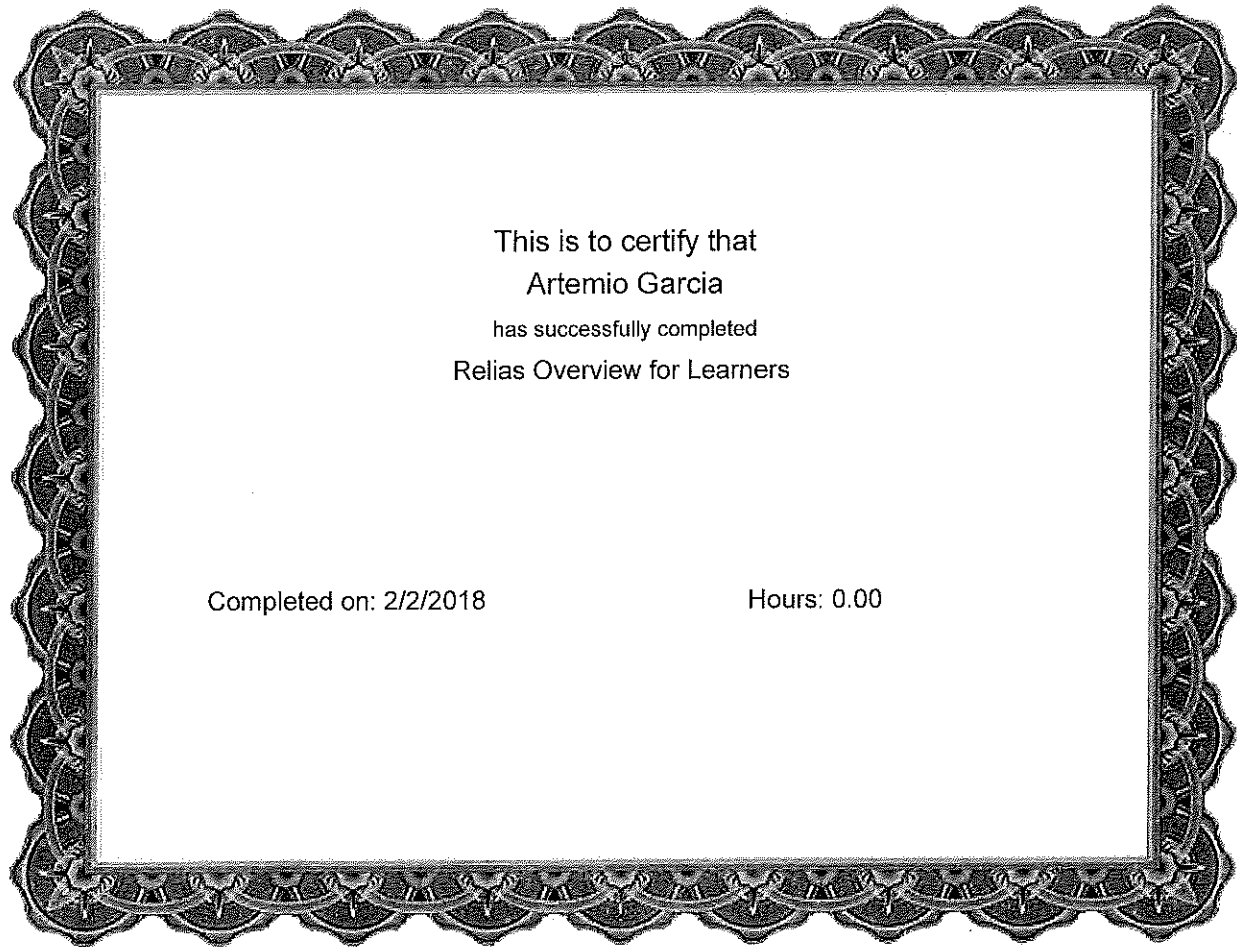 This is to certify that
Artemio Garcia
has successfully completed
Relias Overview for Learners
Completed on: 2/2/2018
Hours: 0.00